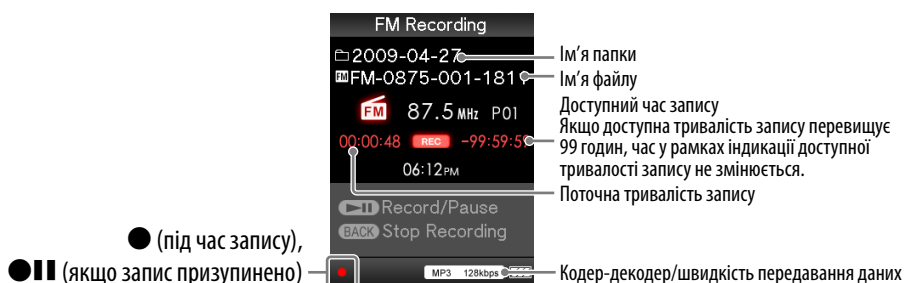 FM Recording
2009-04-27
Ім’я папки
FM-0875-001-181
Ім’я файлу
FM 87.5 MHz P01
Доступний час запису
Якщо доступна тривалість запису перевищує
99 годин, час у рамках індикації доступної
тривалості запису не змінюється.
00:00:48 REC -99:59:59
06:12PM
Поточна тривалість запису
Record/Pause
BACK Stop Recording
● (під час запису),
●II (якщо запис призупинено)
MP3 128kbps
Кодер-декодер/швидкість передавання даних